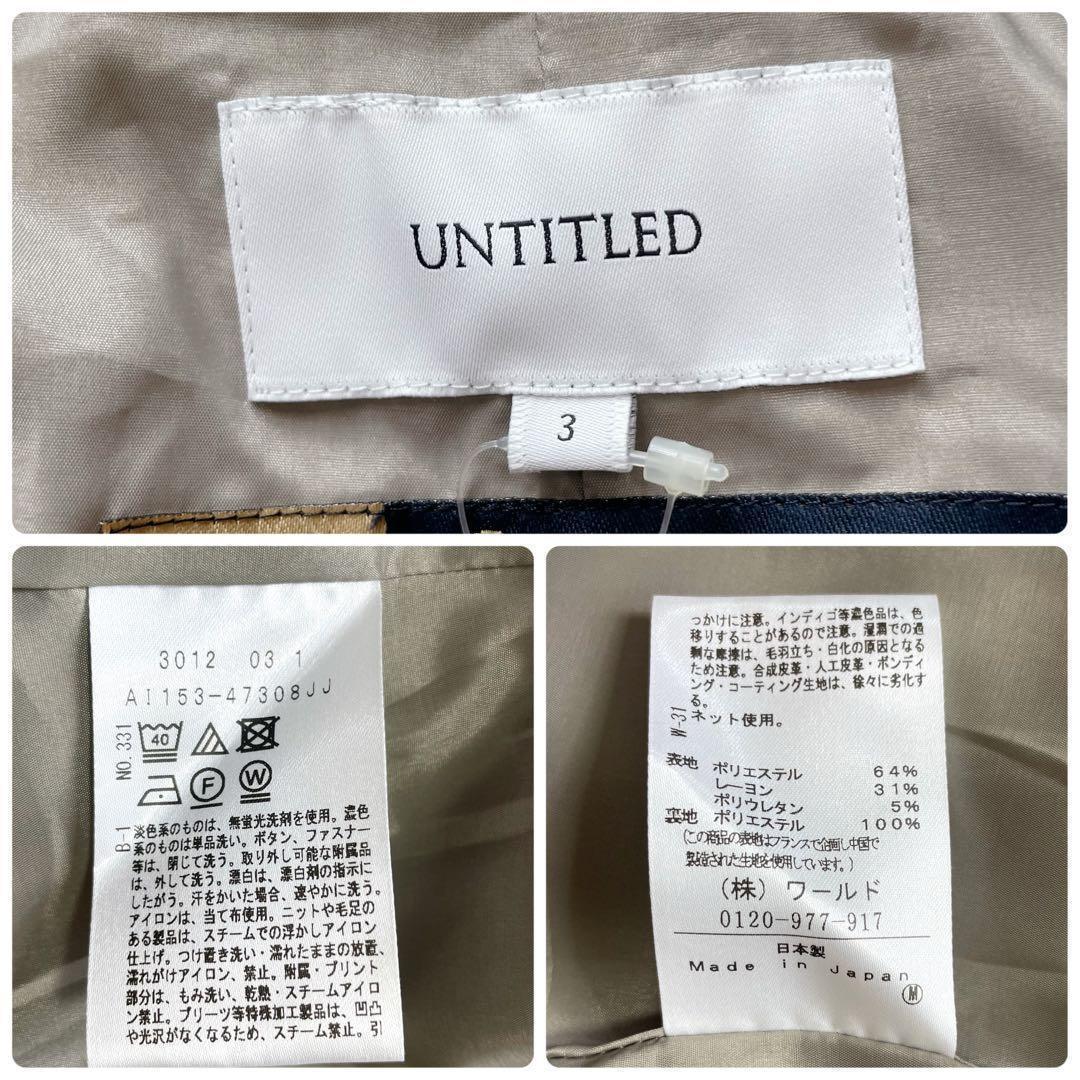 UNTITLED
3
3012 03 1
AI153-47308JJ
NO.331
40
F
W
B-1
淡色系のものは、無蛍光洗剤を使用。濃色
系のものは単品洗い。ボタン、ファスナー
等は、閉じて洗う。取り外し可能な附属品
は、外して洗う。漂白は、漂白剤の指示に
したがう。汗をかいた場合、速やかに洗う。
アイロンは、当て布使用。ニットや毛足の
ある製品は、スチームでの浮かしアイロン
仕上げ。つけ置き洗い・濡れたままの放置、
濡れがけアイロン、禁止。附属・プリント
部分は、もみ洗い、乾熱・スチームアイロ
ン禁止。プリーツ等特殊加工製品は、凹凸
や光沢がなくなるため、スチーム禁止。引
っかけに注意。インディゴ等濃色品は、色
移りすることがあるので注意。湿潤での過
剰な摩擦は、毛羽立ち・白化の原因となる
ため注意。合成皮革・人工皮革・ボンディ
ング・コーティング生地は、徐々に劣化す
る。
M-31
ネット使用。
表地 ポリエステル 64%
レーヨン 31%
ポリウレタン 5%
裏地 ポリエステル 100%
(この商品の表地はフランスで企画し中国で
製造された生地を使用しています。)
(株) ワールド
0120-977-917
日本製
Made in Japan
M